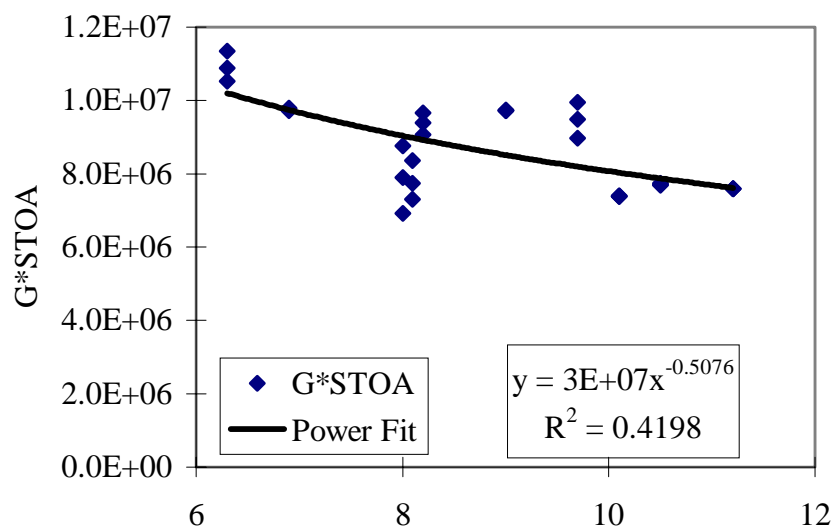 1.2E+07
1.0E+07
8.0E+06
6.0E+06
4.0E+06
2.0E+06
0.0E+00
G*STOA
G*STOA
Power Fit
y = 3E+07x^-0.5076
R² = 0.4198
6 8 10 12